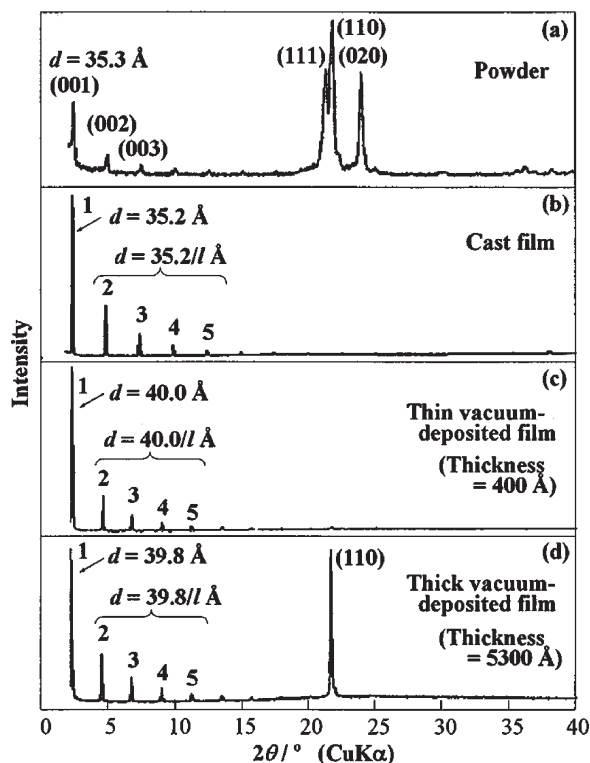 (110)
(a)
d = 35.3 Å
(111)
(020)
Powder
(001)
(002)
(003)
1
(b)
d = 35.2 Å
Cast film
d = 35.2/l Å
2
3
4
5
Intensity
1
(c)
d = 40.0 Å
Thin vacuum-
deposited film
d = 40.0/l Å
(Thickness
= 400 Å)
2
3
4
5
1
(d)
d = 39.8 Å
(110)
Thick vacuum-
deposited film
d = 39.8/l Å
(Thickness
= 5300 Å)
2
3
4
5
0 5 10 15 20 25 30 35 40
2θ/ ° (CuKα)